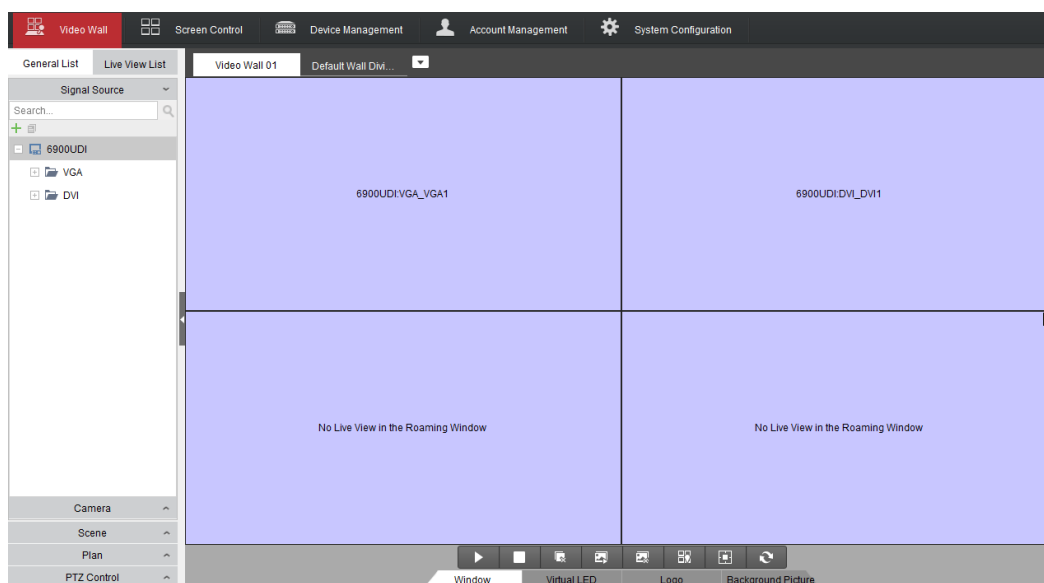 Video Wall
Screen Control
Device Management
Account Management
System Configuration
General List
Live View List
Video Wall 01
Default Wall Divi...
Signal Source
Search...
6900UDI
VGA
DVI
6900UDI:VGA_VGA1
6900UDI:DVI_DVI1
No Live View in the Roaming Window
No Live View in the Roaming Window
Camera
Scene
Plan
PTZ Control
Window
Virtual LED
Logo
Background Picture